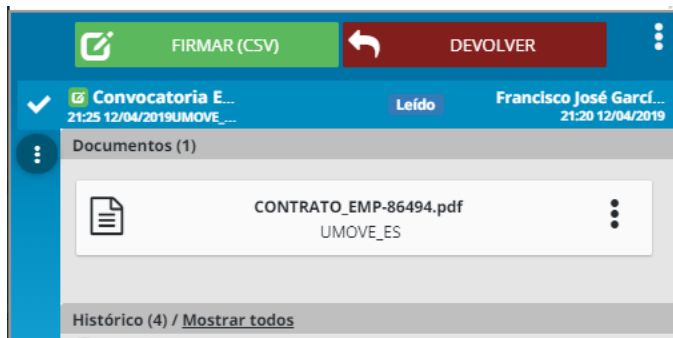 FIRMAR (CSV)
DEVOLVER
Convocatoria E...
Leído
Francisco José Garcí...
21:25 12/04/2019UMOVE_...
21:20 12/04/2019
Documentos (1)
CONTRATO_EMP-86494.pdf
UMOVE_ES
Histórico (4) / Mostrar todos